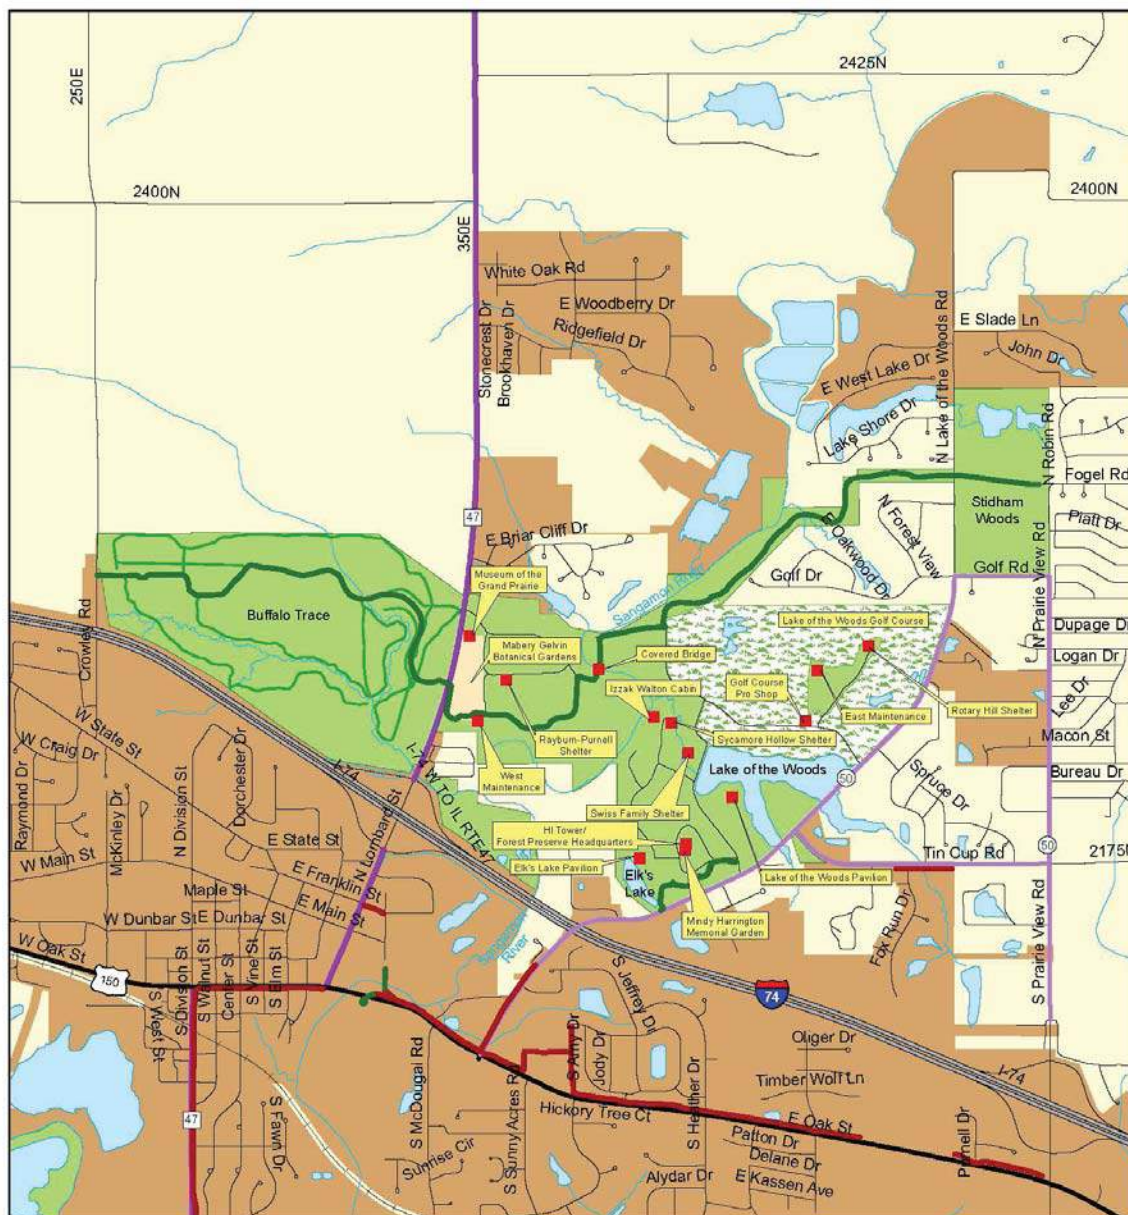 2425N
250E
2400N
2400N
350E
White Oak Rd
E Woodberry Dr
Ridgefield Dr
Stonecrest Dr
Brookhaven Dr
N Lake of the Woods Rd
E Slade Ln
John Dr
E West Lake Dr
Lake Shore Dr
N Robin Rd
Fogel Rd
Stidham
Woods
Platt Dr
47
E Briar Cliff Dr
N Forest View
E Oakwood Dr
Golf Rd
Golf Dr
N Prairie View Rd
Museum of the
Grand Prairie
Sangamon River
Buffalo Trace
Crowley Rd
Lake of the Woods Golf Course
Dupage Dr
Mabery Gelvin
Botanical Gardens
Covered Bridge
Logan Dr
Izzak Walton Cabin
Golf Course
Pro Shop
Lee Dr
East Maintenance
Rotary Hill Shelter
W State St
W Craig Dr
Rayburn-Purnell
Shelter
Sycamore Hollow Shelter
Macon St
I-74
I-74 W TO IL RTE 47
West
Maintenance
Lake of the Woods
50
Spruce Dr
Bureau Dr
Raymond Dr
McKinley Dr
N Division St
Dorchester Dr
N Lombard St
Swiss Family Shelter
E State St
HI Tower/
Forest Preserve Headquarters
50
W Main St
E Franklin St
Elk's Lake Pavilion
Tin Cup Rd
2175N
Maple St
E Main St
Elk's
Lake
Lake of the Woods Pavilion
W Dunbar St
E Dunbar St
Mindy Harrington
Memorial Garden
Fox Run Dr
S Prairie View Rd
W Oak St
150
S West St
S Division St
S Walnut St
Center St
S Vine St
S Elm St
Sangamon
River
S Jeffrey Dr
74
Oliger Dr
I-74
S McDougal Rd
S Sunny Acres Rd
S Amy Dr
Jody Dr
S Heather Dr
Timber Wolf Ln
47
S Fawn Dr
Hickory Tree Ct
E Oak St
Patton Dr
Parnell Dr
Sunrise Cir
Delane Dr
Alydar Dr
E Kassen Ave